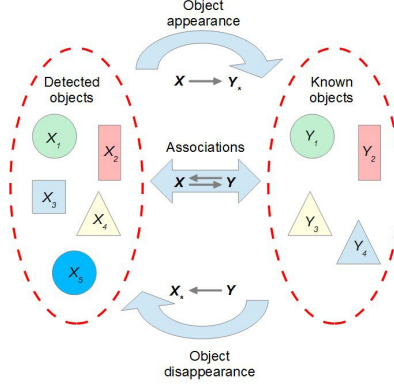 Object
appearance
Detected
objects
X → Y*
Known
objects
X1
X2
X3
X4
X5
Associations
X ⇄ Y
Y1
Y2
Y3
Y4
X* ← Y
Object
disappearance